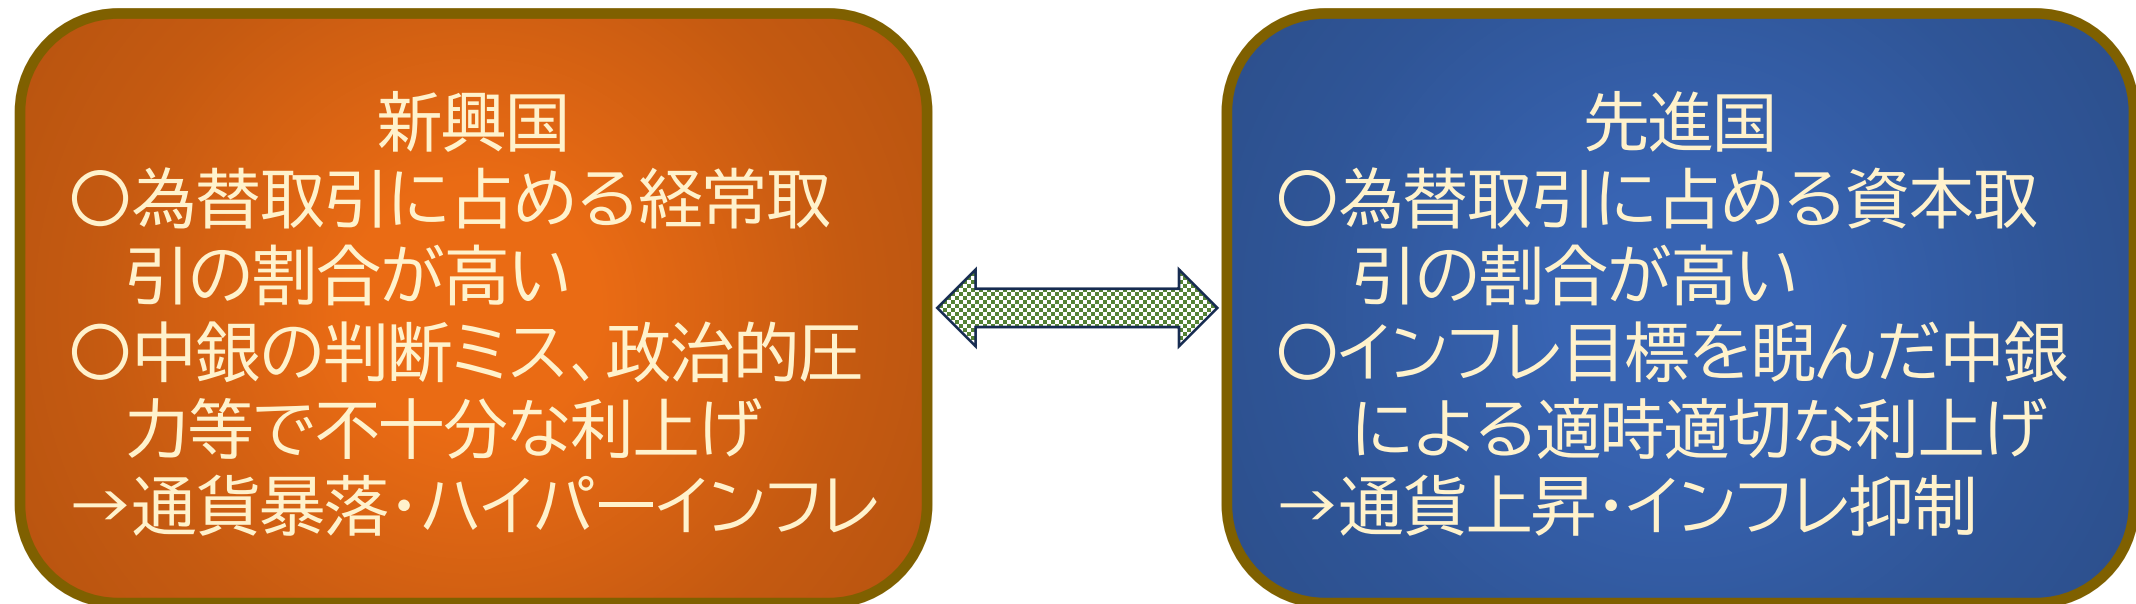 新興国
〇為替取引に占める経常取
引の割合が高い
〇中銀の判断ミス、政治的圧
力等で不十分な利上げ
→通貨暴落・ハイパーインフレ
先進国
〇為替取引に占める資本取
引の割合が高い
〇インフレ目標を睨んだ中銀
による適時適切な利上げ
→通貨上昇・インフレ抑制